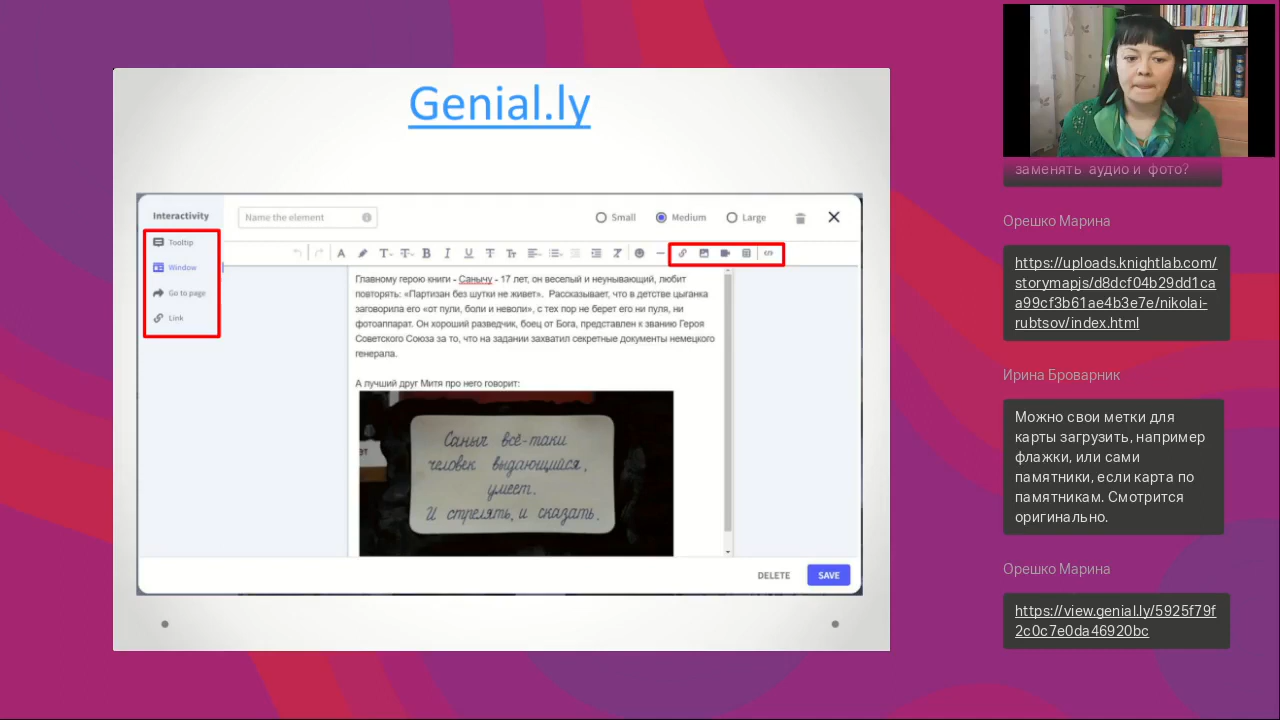 Genial.ly
Interactivity
Name the element
Small
Medium
Large
Tooltip
Window
Go to page
Link
Главному герою книги - Санычу - 17 лет, он веселый и неунывающий, любит
повторять: «Партизан без шутки не живет».  Рассказывает, что в детстве цыганка
заговорила его «от пули, боли и неволи», с тех пор не берет его ни пуля, ни
фотоаппарат. Он хороший разведчик, боец от Бога, представлен к званию Героя
Советского Союза за то, что на задании захватил секретные документы немецкого
генерала.
А лучший друг Митя про него говорит:
Саныч всё-таки
человек выдающийся,
умеет.
И стрелять, и сказать.
DELETE
SAVE
заменять аудио и фото?
Орешко Марина
https://uploads.knightlab.com/
storymapjs/d8dcf04b29dd1ca
a99cf3b61ae4b3e7e/nikolai-
rubtsov/index.html
Ирина Броварник
Можно свои метки для
карты загрузить, например
флажки, или сами
памятники, если карта по
памятникам. Смотрится
оригинально.
Орешко Марина
https://view.genial.ly/5925f79f
2c0c7e0da46920bc